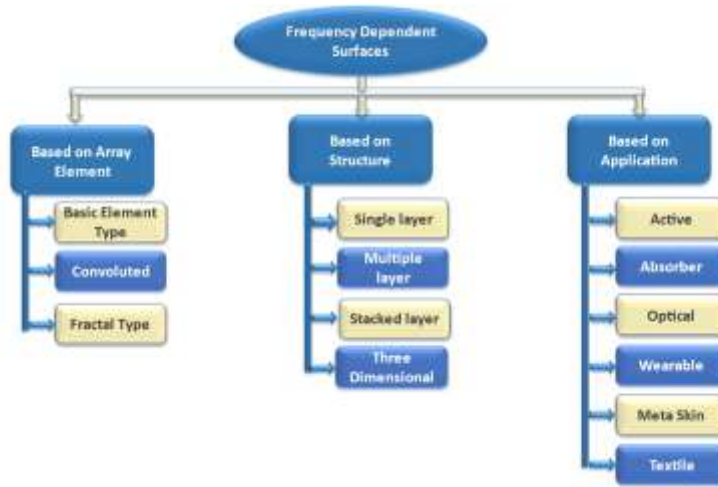 Frequency Dependent
Surfaces
Based on Array
Element
Basic Element
Type
Convoluted
Fractal Type
Based on
Structure
Single layer
Multiple
layer
Stacked layer
Three
Dimensional
Based on
Application
Active
Absorber
Optical
Wearable
Meta Skin
Textile